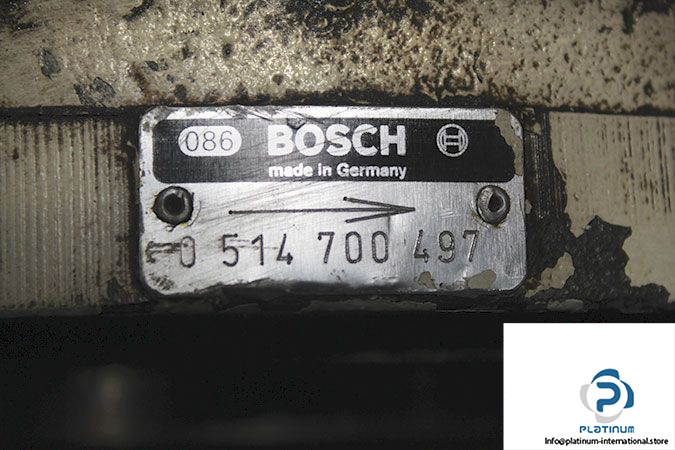 086 BOSCH
made in Germany
0 514 700 497
PLATINUM
Info@platinum-international.store